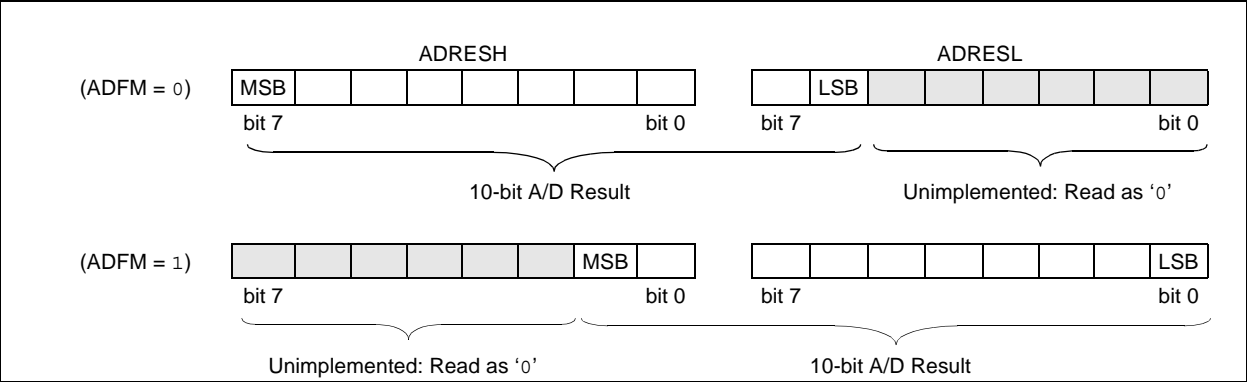 ADRESH ADRESL
(ADFM = 0) MSB LSB
bit 7 bit 0 bit 7 bit 0
10-bit A/D Result Unimplemented: Read as ‘0’
(ADFM = 1) MSB LSB
bit 7 bit 0 bit 7 bit 0
Unimplemented: Read as ‘0’ 10-bit A/D Result